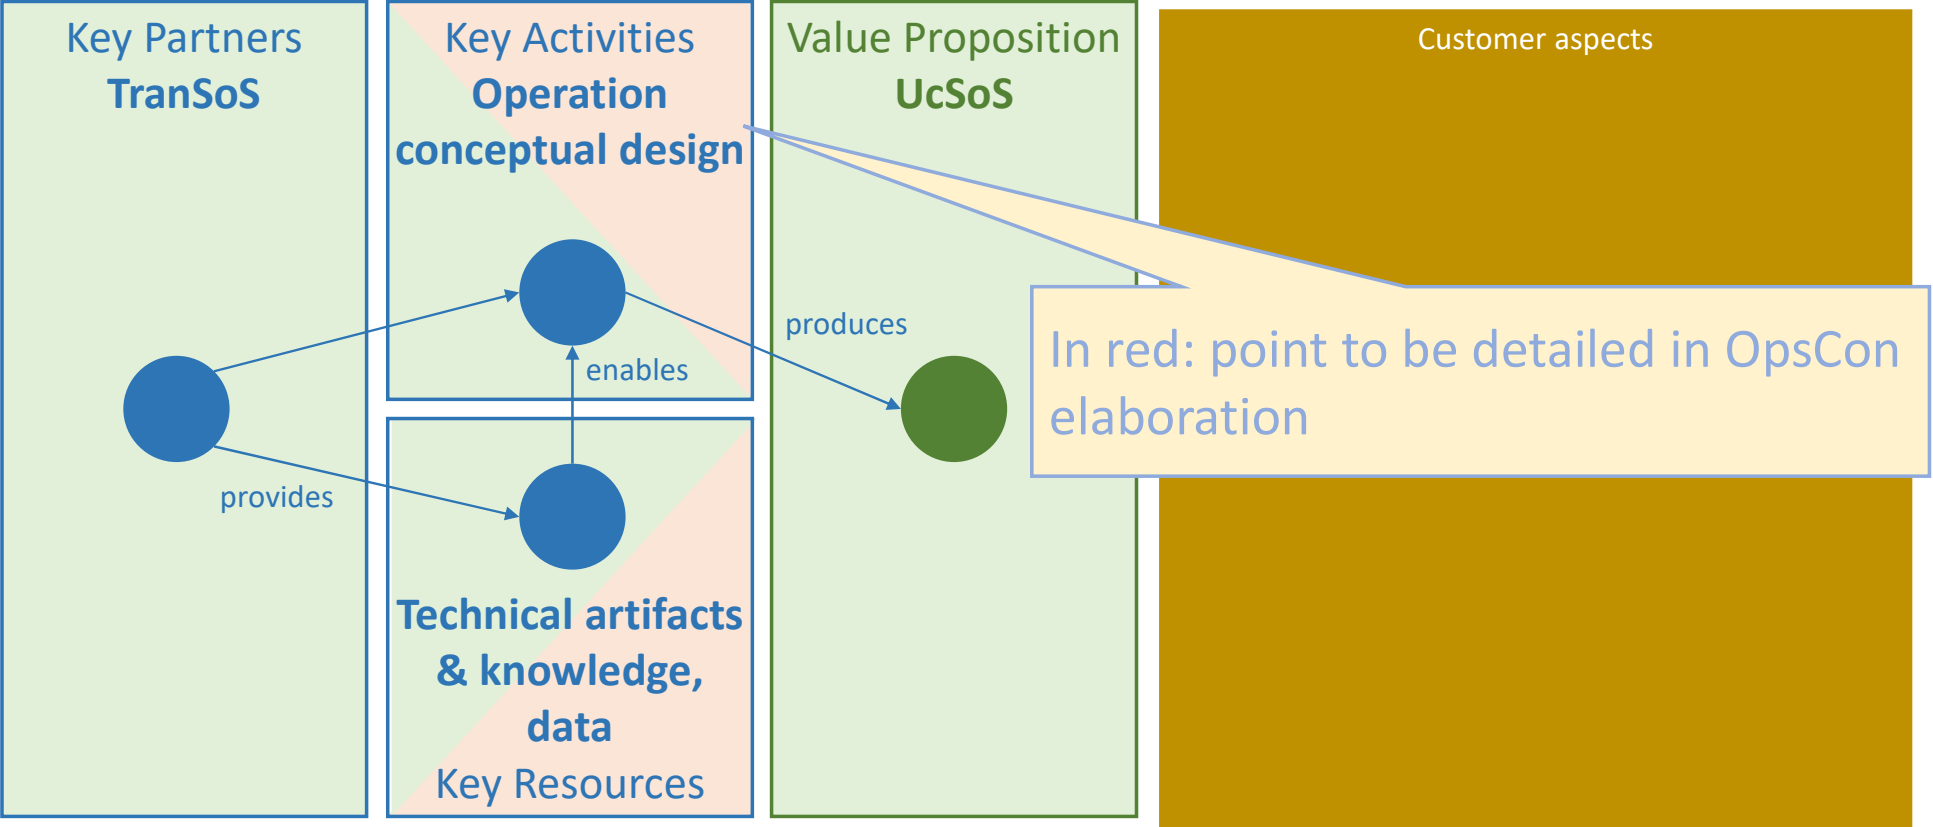 Key Partners
TranSoS
provides
Key Activities
Operation
conceptual design
enables
Technical artifacts
& knowledge,
data
Key Resources
Value Proposition
UcSoS
produces
Customer aspects
In red: point to be detailed in OpsCon
elaboration